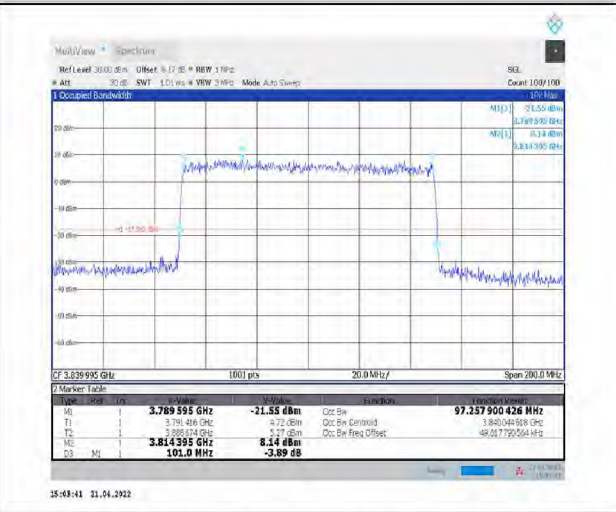 MultiView Spectrum
Ref Level 30.00 dBm Offset 8.17 dB RBW 1 MHz SGL
Att 30 dB SWT 1.01 ms VBW 3 MHz Mode Auto Sweep Count 100/100
1 Occupied Bandwidth 1Pk Max
M1[1] -21.55 dBm
3.789 595 GHz
M2[1] 8.14 dBm
3.814 395 GHz
20 dBm
10 dBm
0 dBm
-10 dBm
-20 dBm
-30 dBm
-40 dBm
-50 dBm
-60 dBm
CF 3.839 995 GHz 1001 pts 20.0 MHz/ Span 200.0 MHz
2 Marker Table
Type Ref Trc X-Value Y-Value Function Function Result
M1 1 3.789 595 GHz -21.55 dBm Occ Bw 97.257 900 426 MHz
T1 1 3.791 416 GHz 4.72 dBm Occ Bw Centroid 3.840 044 618 GHz
T2 1 3.888 674 GHz 5.27 dBm Occ Bw Freq Offset 49.617 790 564 kHz
M2 1 3.814 395 GHz 8.14 dBm
D3 M1 1 101.0 MHz -3.89 dB
15:03:41 21.04.2022